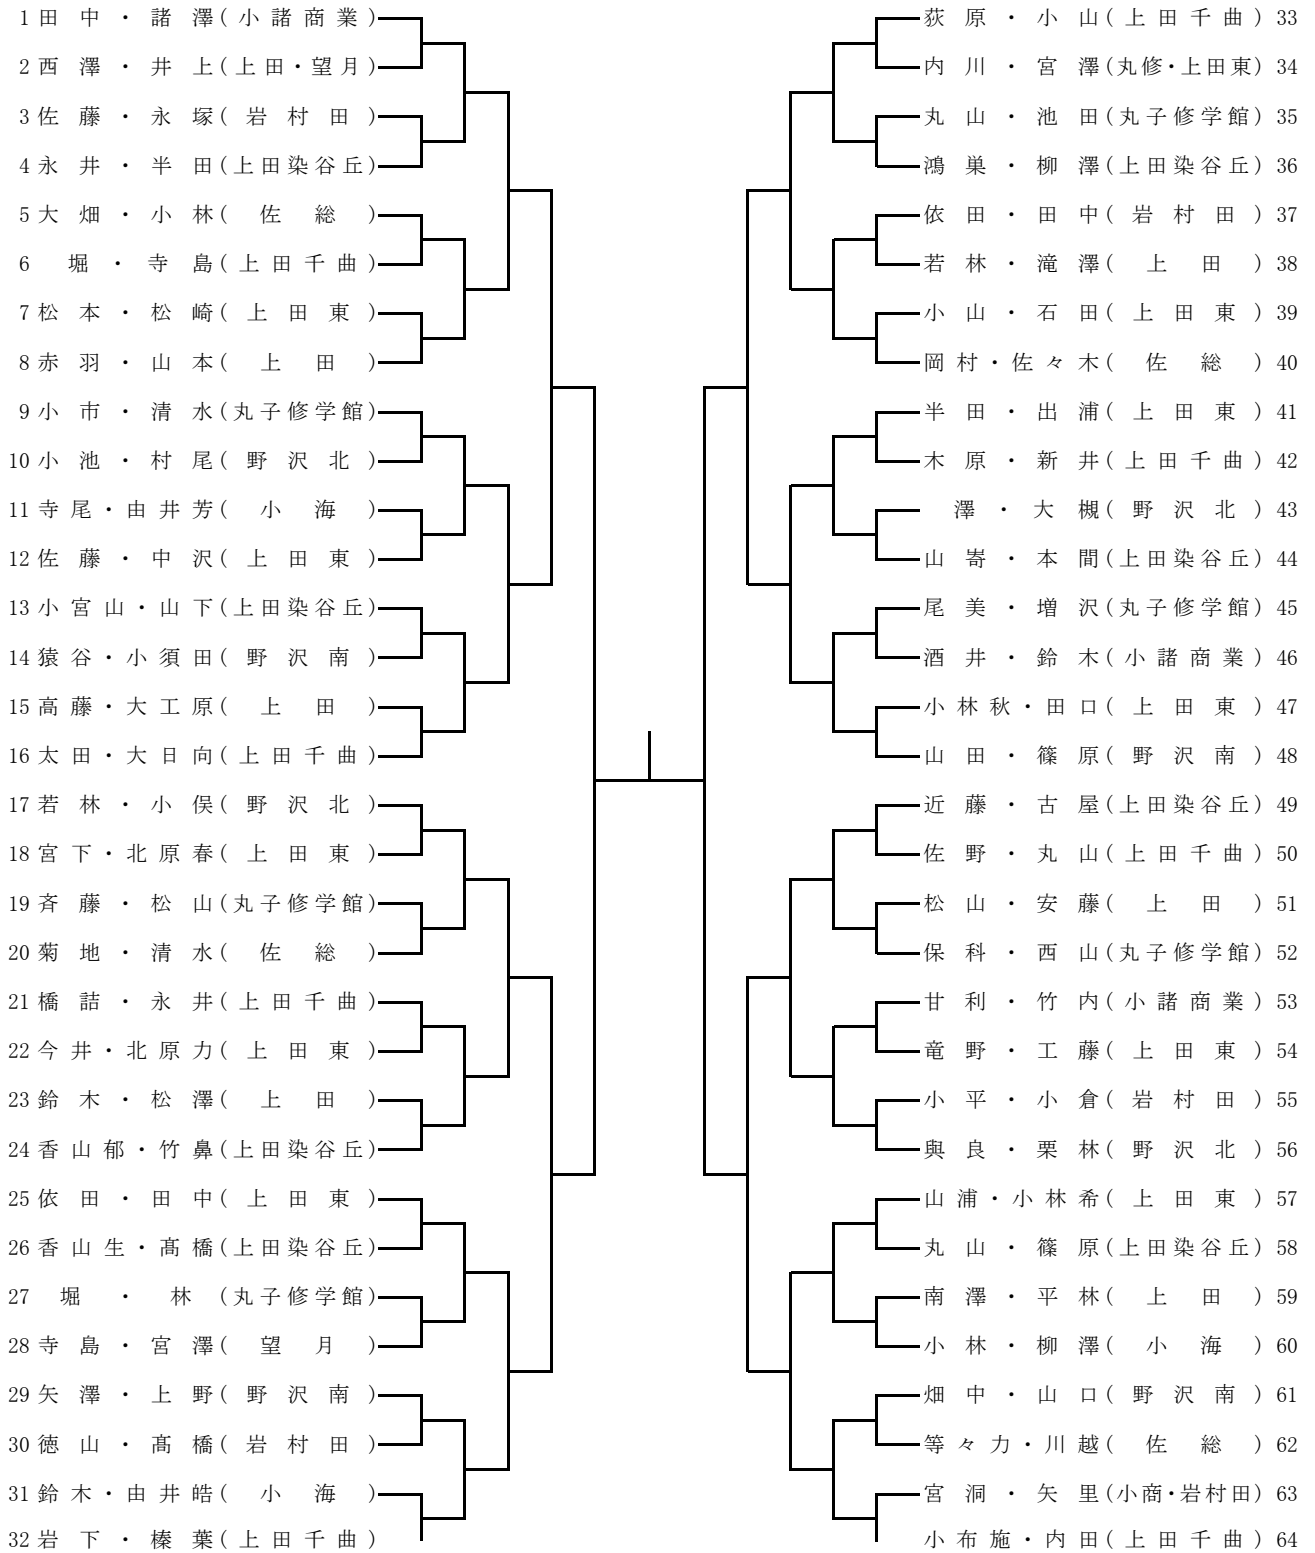 1 田中・諸澤(小諸商業)
2 西澤・井上(上田・望月)
3 佐藤・永塚(岩村田)
4 永井・半田(上田染谷丘)
5 大畑・小林(佐総)
6 堀・寺島(上田千曲)
7 松本・松崎(上田東)
8 赤羽・山本(上田)
9 小市・清水(丸子修学館)
10 小池・村尾(野沢北)
11 寺尾・由井芳(小海)
12 佐藤・中沢(上田東)
13 小宮山・山下(上田染谷丘)
14 猿谷・小須田(野沢南)
15 高藤・大工原(上田)
16 太田・大日向(上田千曲)
17 若林・小俣(野沢北)
18 宮下・北原春(上田東)
19 斉藤・松山(丸子修学館)
20 菊地・清水(佐総)
21 橋詰・永井(上田千曲)
22 今井・北原力(上田東)
23 鈴木・松澤(上田)
24 香山郁・竹鼻(上田染谷丘)
25 依田・田中(上田東)
26 香山生・髙橋(上田染谷丘)
27 堀・林(丸子修学館)
28 寺島・宮澤(望月)
29 矢澤・上野(野沢南)
30 徳山・髙橋(岩村田)
31 鈴木・由井皓(小海)
32 岩下・榛葉(上田千曲)
荻原・小山(上田千曲) 33
内川・宮澤(丸修・上田東) 34
丸山・池田(丸子修学館) 35
鴻巣・柳澤(上田染谷丘) 36
依田・田中(岩村田) 37
若林・滝澤(上田) 38
小山・石田(上田東) 39
岡村・佐々木(佐総) 40
半田・出浦(上田東) 41
木原・新井(上田千曲) 42
澤・大槻(野沢北) 43
山嵜・本間(上田染谷丘) 44
尾美・増沢(丸子修学館) 45
酒井・鈴木(小諸商業) 46
小林秋・田口(上田東) 47
山田・篠原(野沢南) 48
近藤・古屋(上田染谷丘) 49
佐野・丸山(上田千曲) 50
松山・安藤(上田) 51
保科・西山(丸子修学館) 52
甘利・竹内(小諸商業) 53
竜野・工藤(上田東) 54
小平・小倉(岩村田) 55
與良・栗林(野沢北) 56
山浦・小林希(上田東) 57
丸山・篠原(上田染谷丘) 58
南澤・平林(上田) 59
小林・柳澤(小海) 60
畑中・山口(野沢南) 61
等々力・川越(佐総) 62
宮洞・矢里(小商・岩村田) 63
小布施・内田(上田千曲) 64